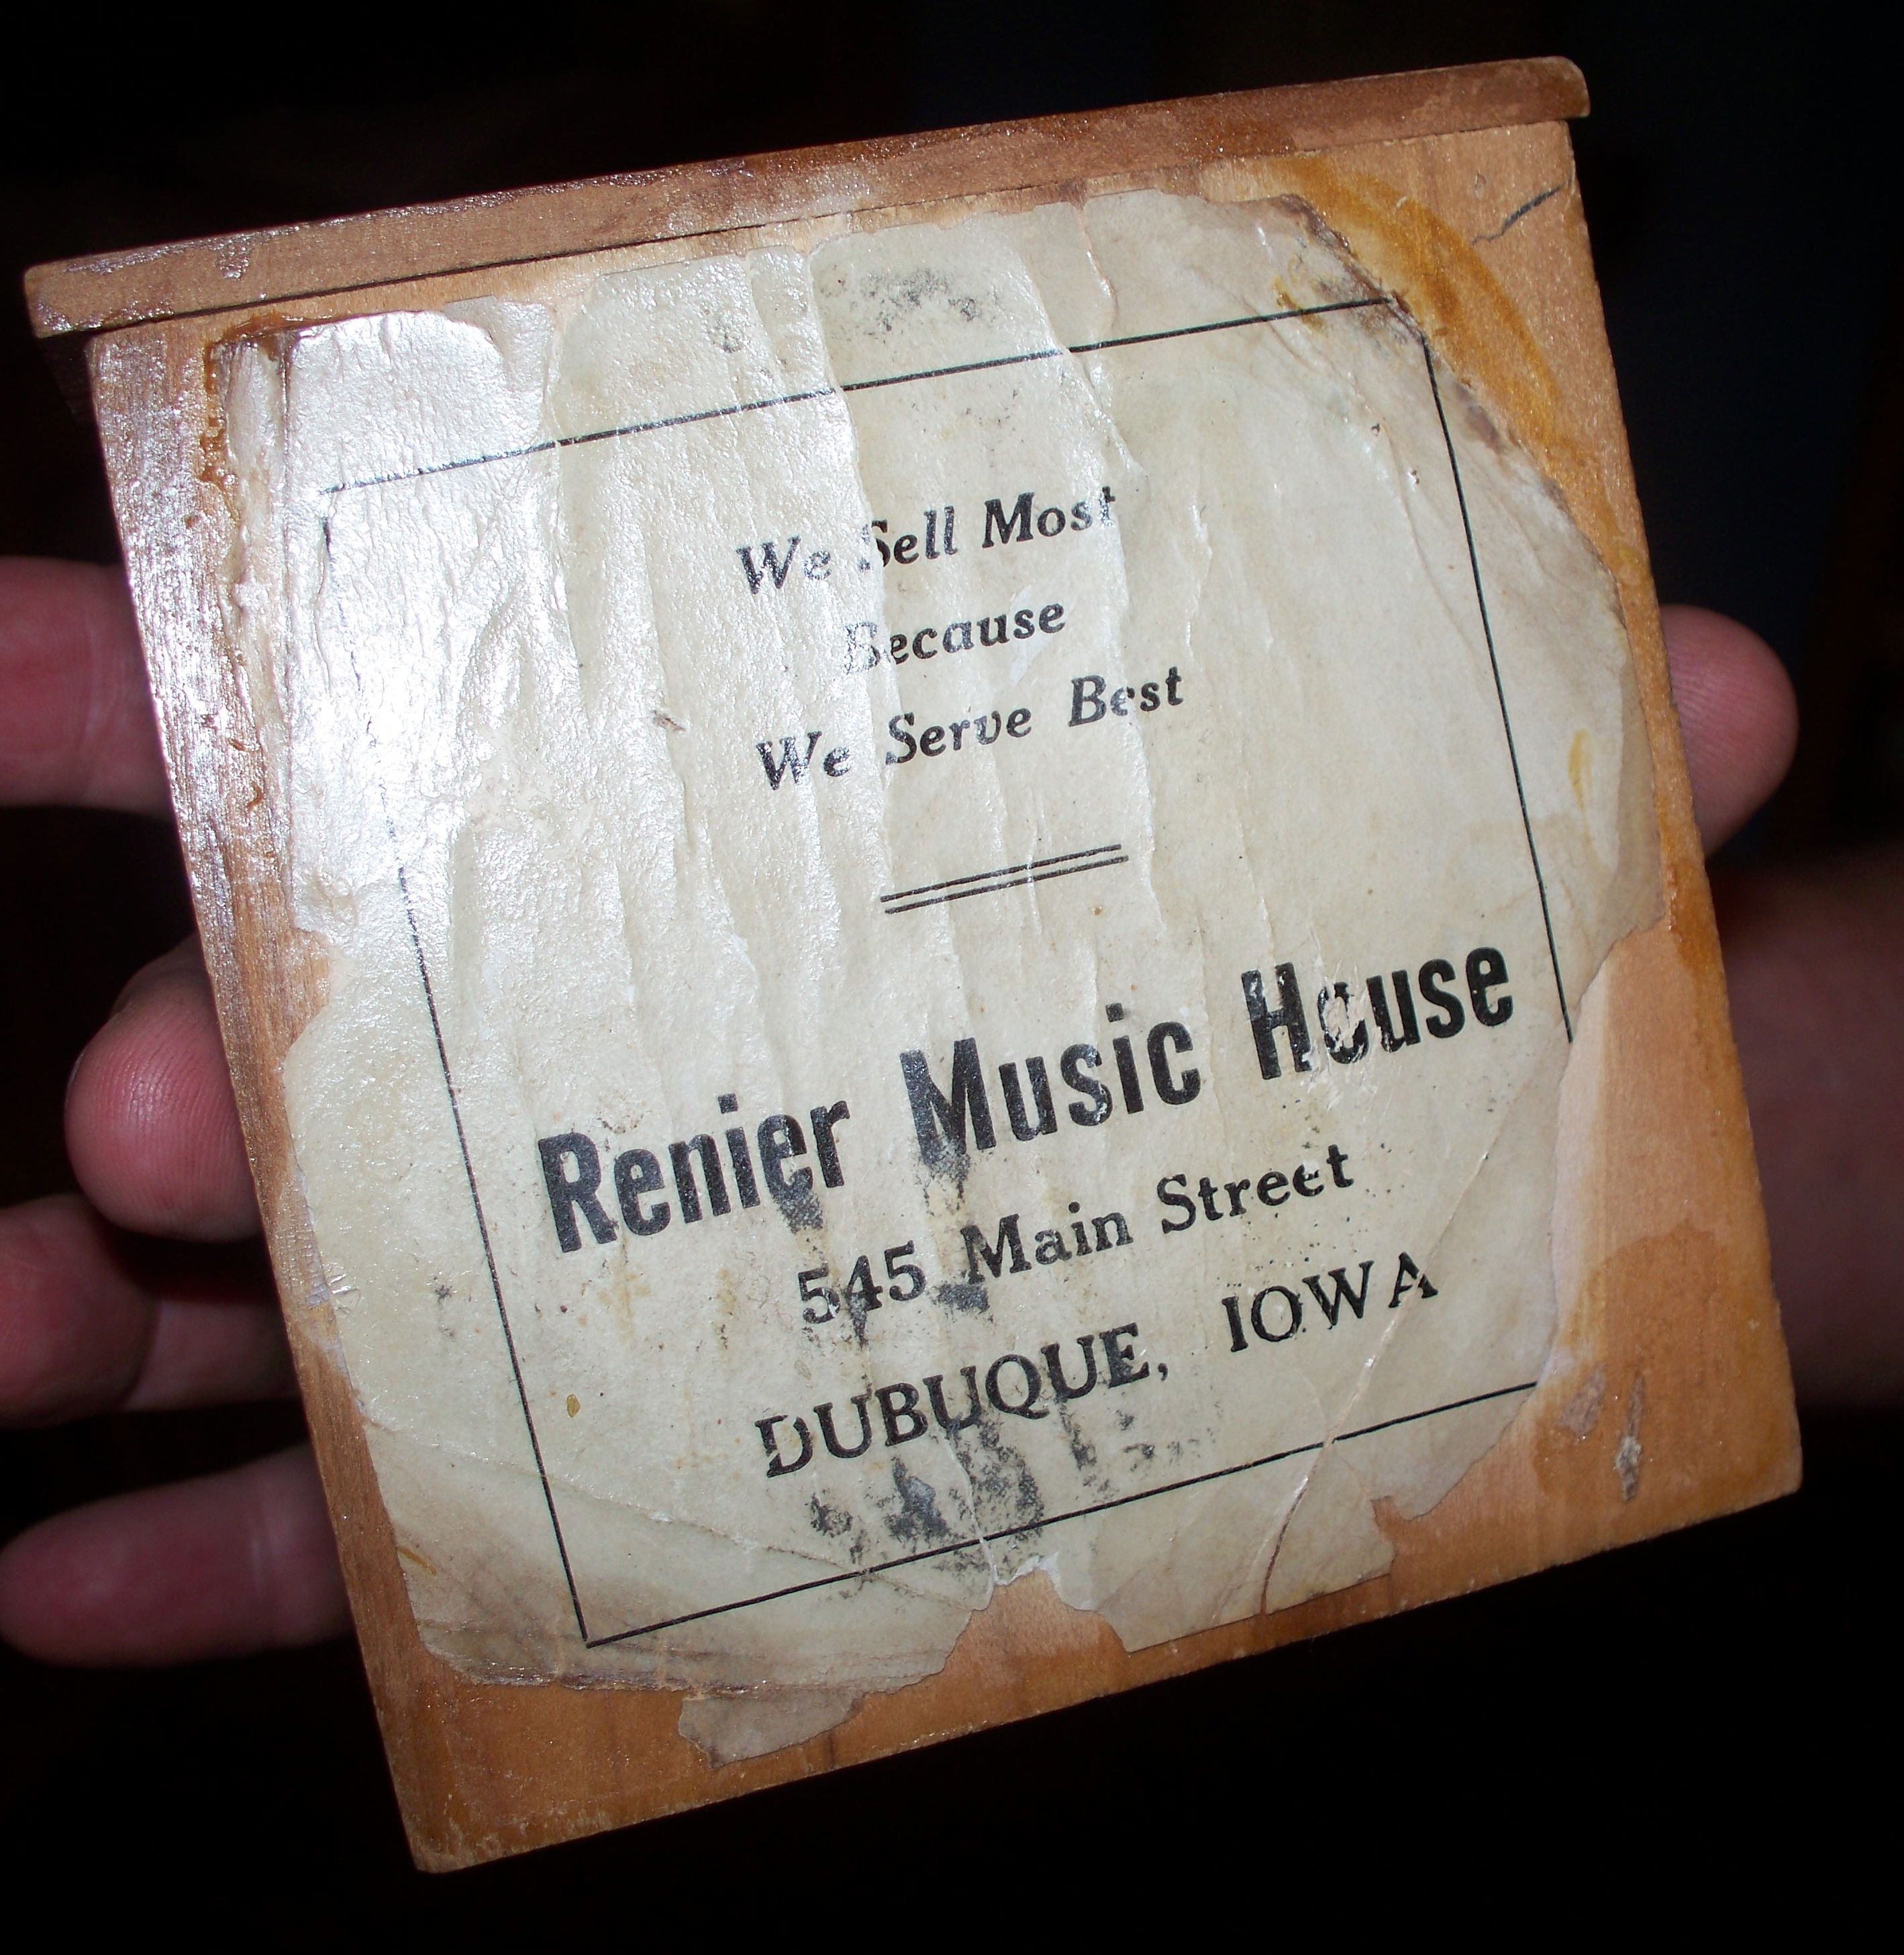 We Sell Most
Because
We Serve Best
Renier Music House
545 Main Street
DUBUQUE, IOWA